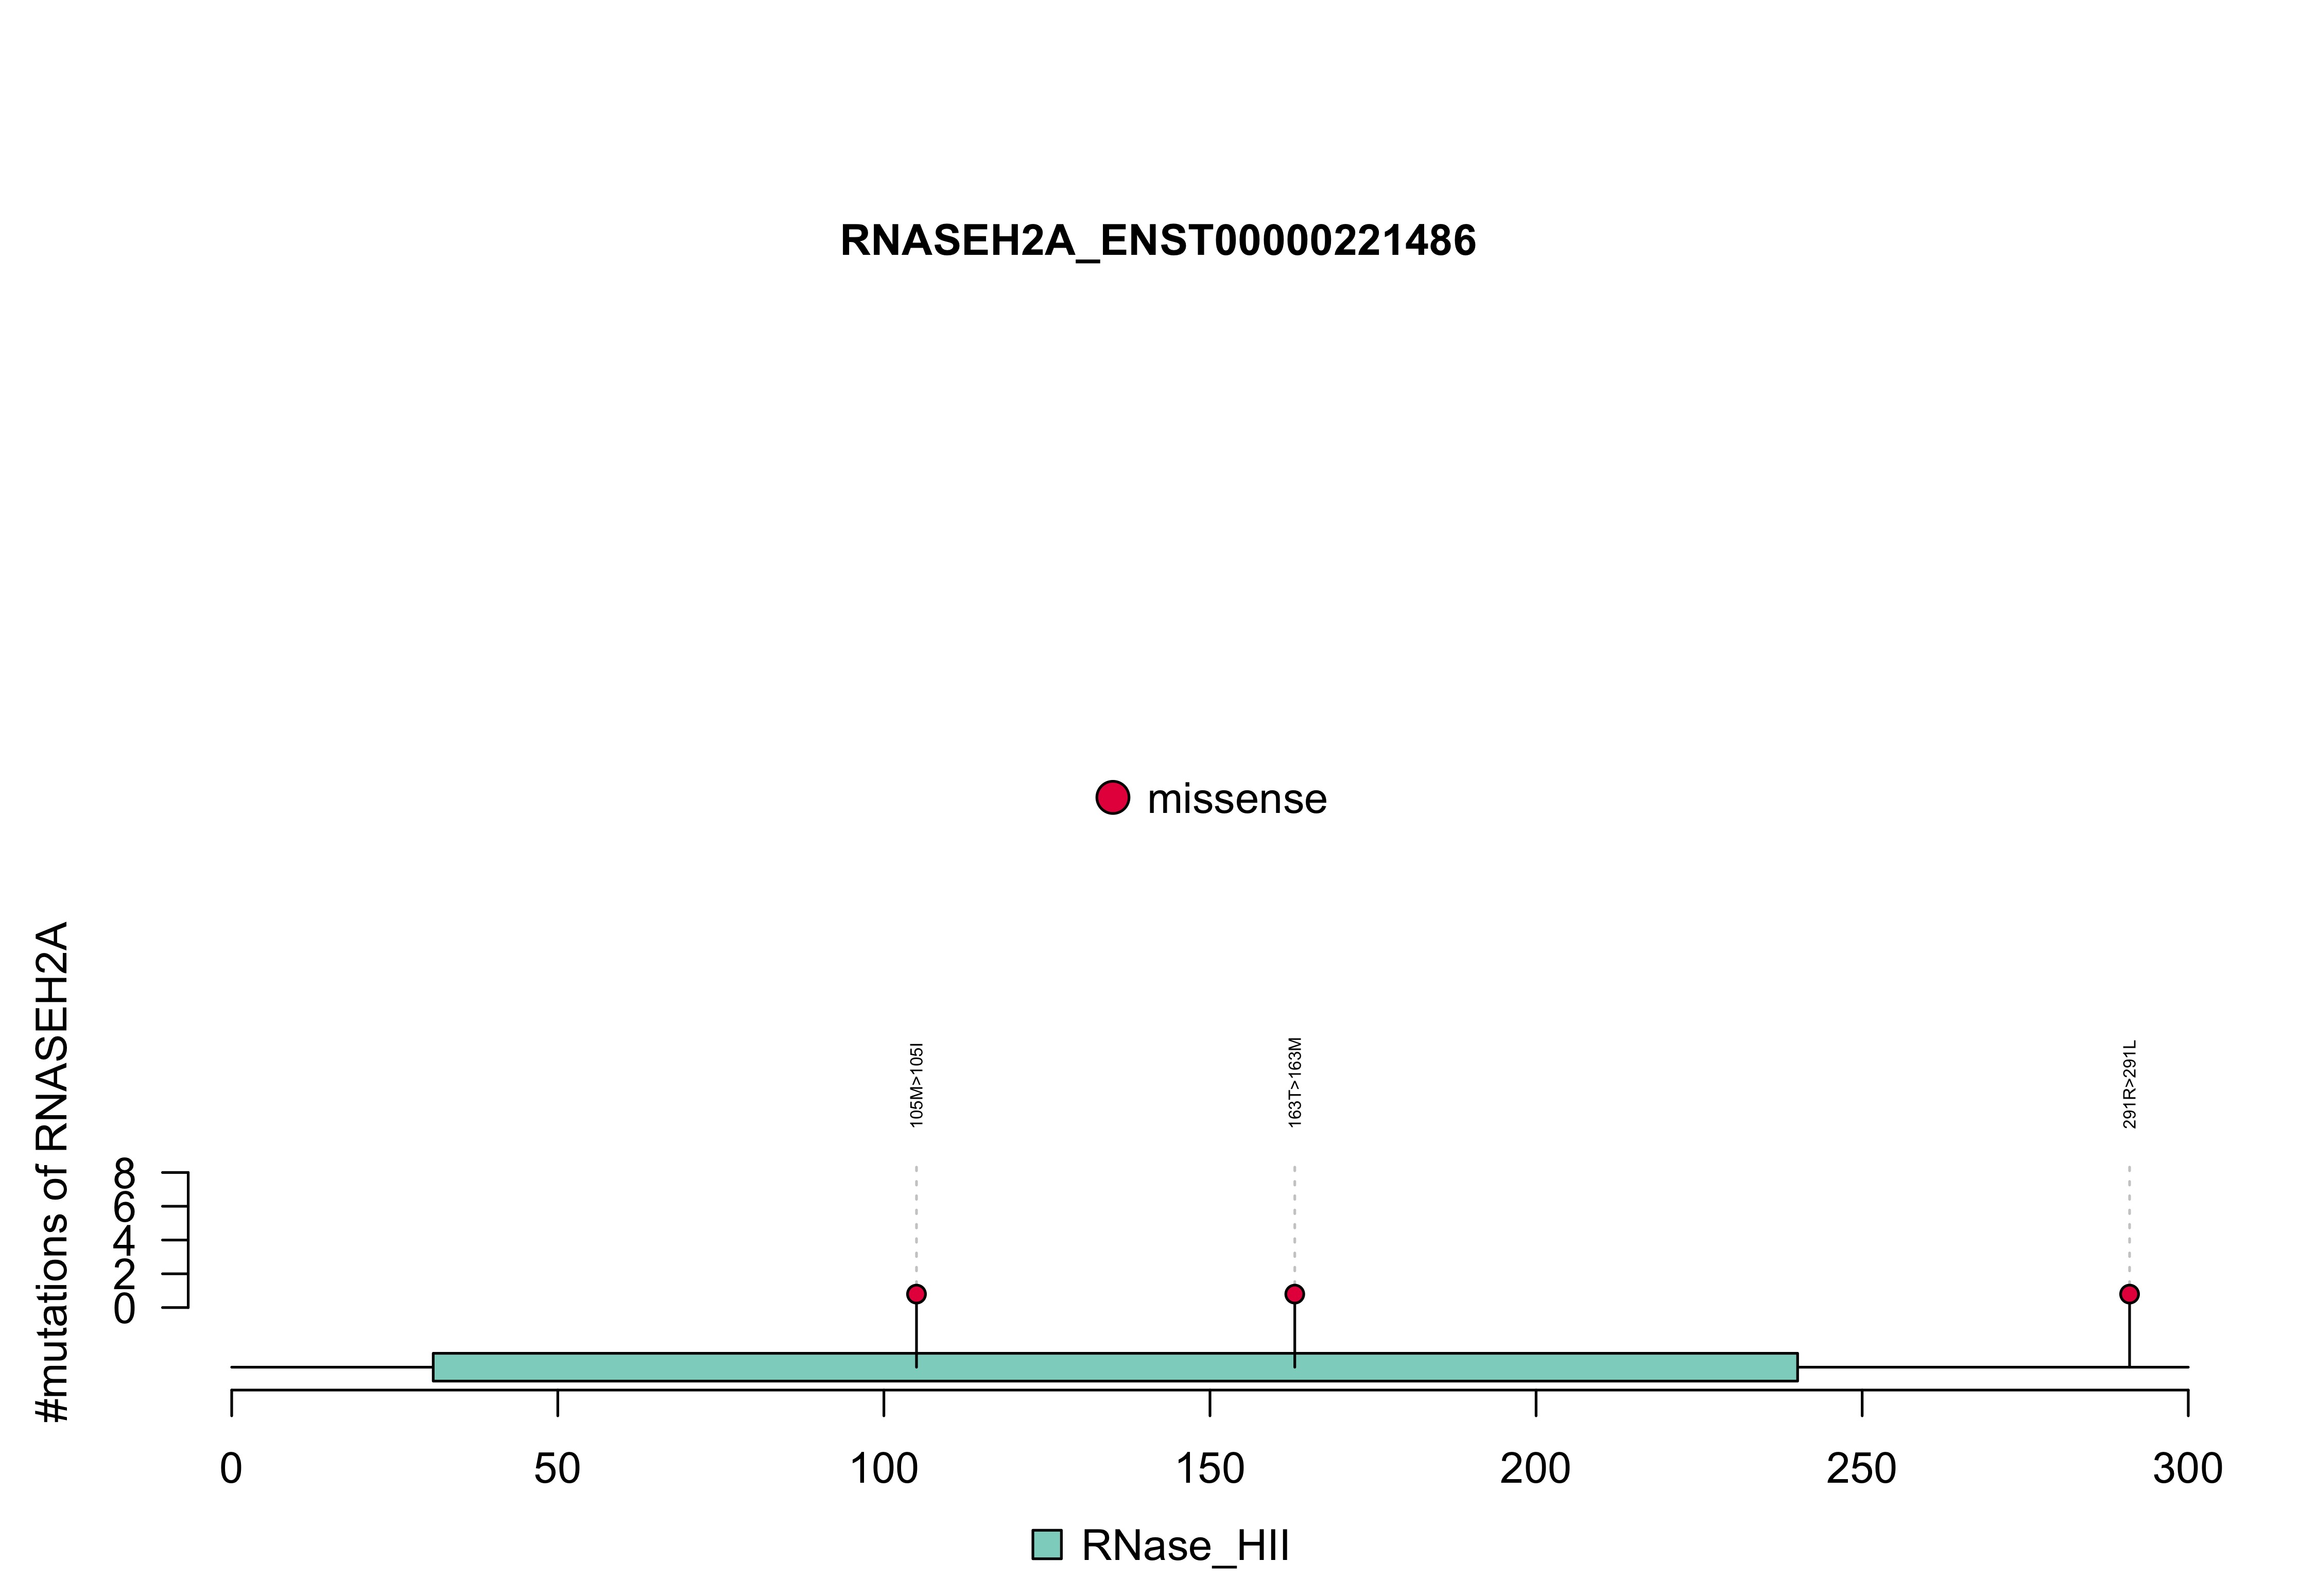 RNASEH2A_ENST00000221486
missense
#mutations of RNASEH2A
105M>105I
163T>163M
291R>291L
8
6
4
2
0
0 50 100 150 200 250 300
RNase_HII